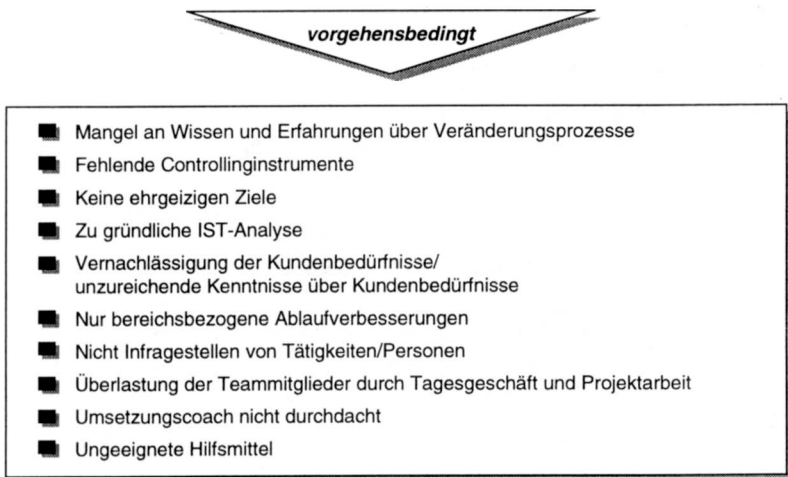 vorgehensbedingt
Mangel an Wissen und Erfahrungen über Veränderungsprozesse
Fehlende Controllinginstrumente
Keine ehrgeizigen Ziele
Zu gründliche IST-Analyse
Vernachlässigung der Kundenbedürfnisse/
unzureichende Kenntnisse über Kundenbedürfnisse
Nur bereichsbezogene Ablaufverbesserungen
Nicht Infragestellen von Tätigkeiten/Personen
Überlastung der Teammitglieder durch Tagesgeschäft und Projektarbeit
Umsetzungscoach nicht durchdacht
Ungeeignete Hilfsmittel